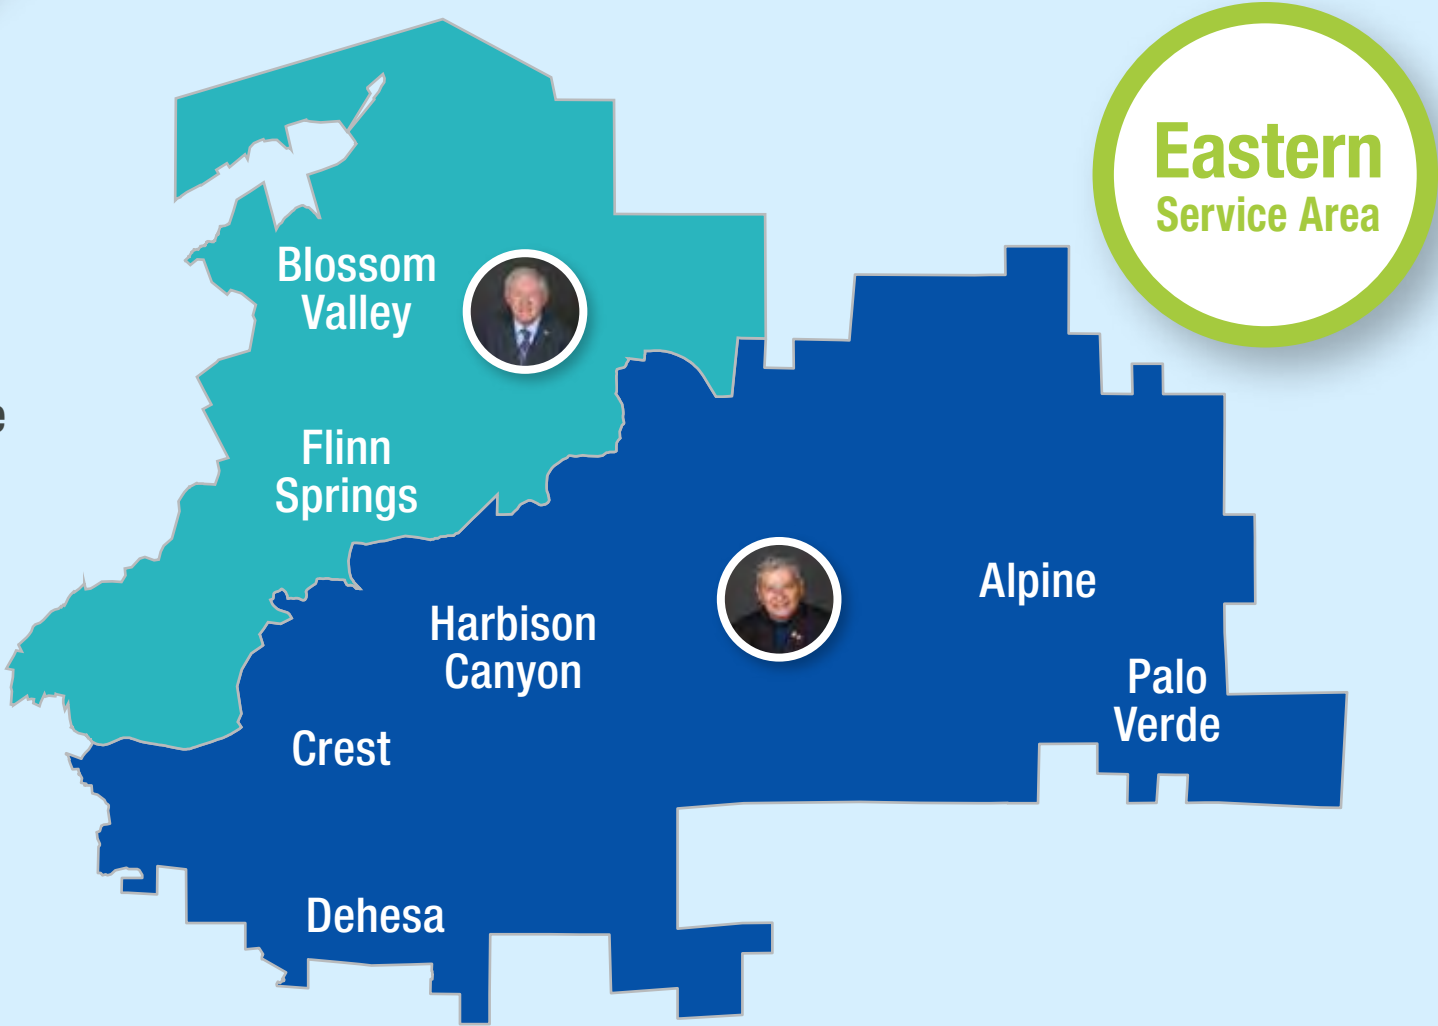 Eastern
Service Area
Blossom
Valley
Flinn
Springs
Alpine
Harbison
Canyon
Palo
Verde
Crest
Dehesa